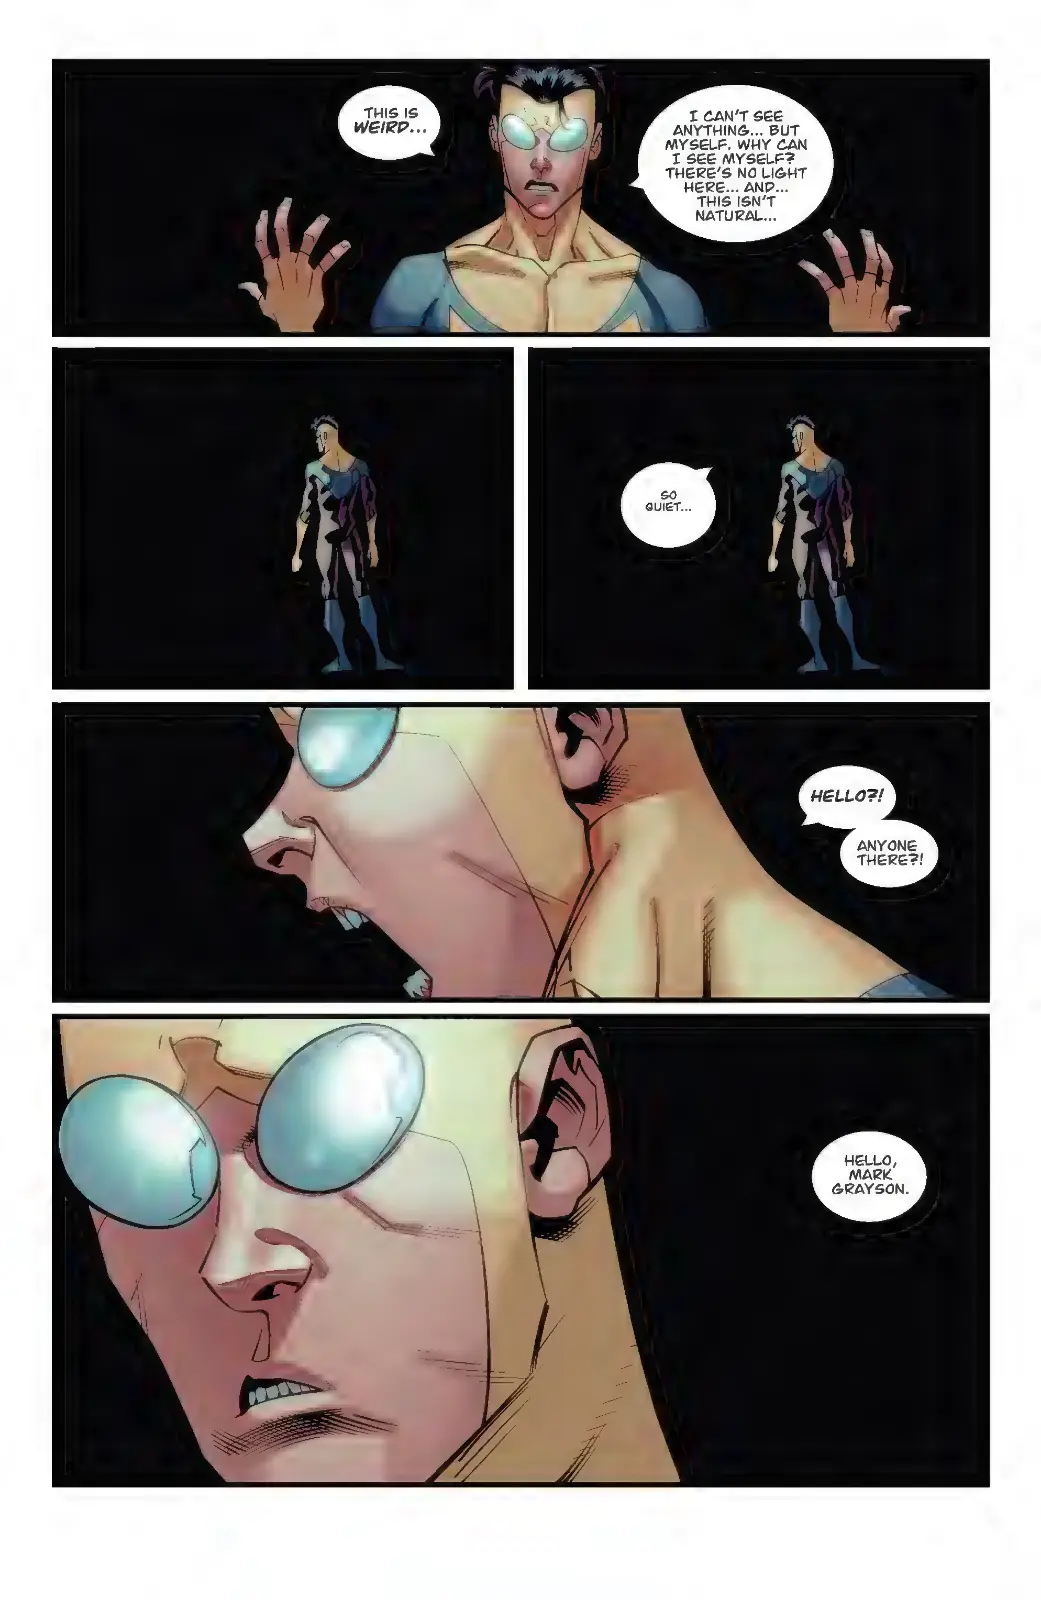 THIS IS
WEIRD...
I CAN'T SEE
ANYTHING... BUT
MYSELF. WHY CAN
I SEE MYSELF?
THERE'S NO LIGHT
HERE... AND...
THIS ISN'T
NATURAL...
SO
QUIET...
HELLO?!
ANYONE
THERE?!
HELLO,
MARK
GRAYSON.